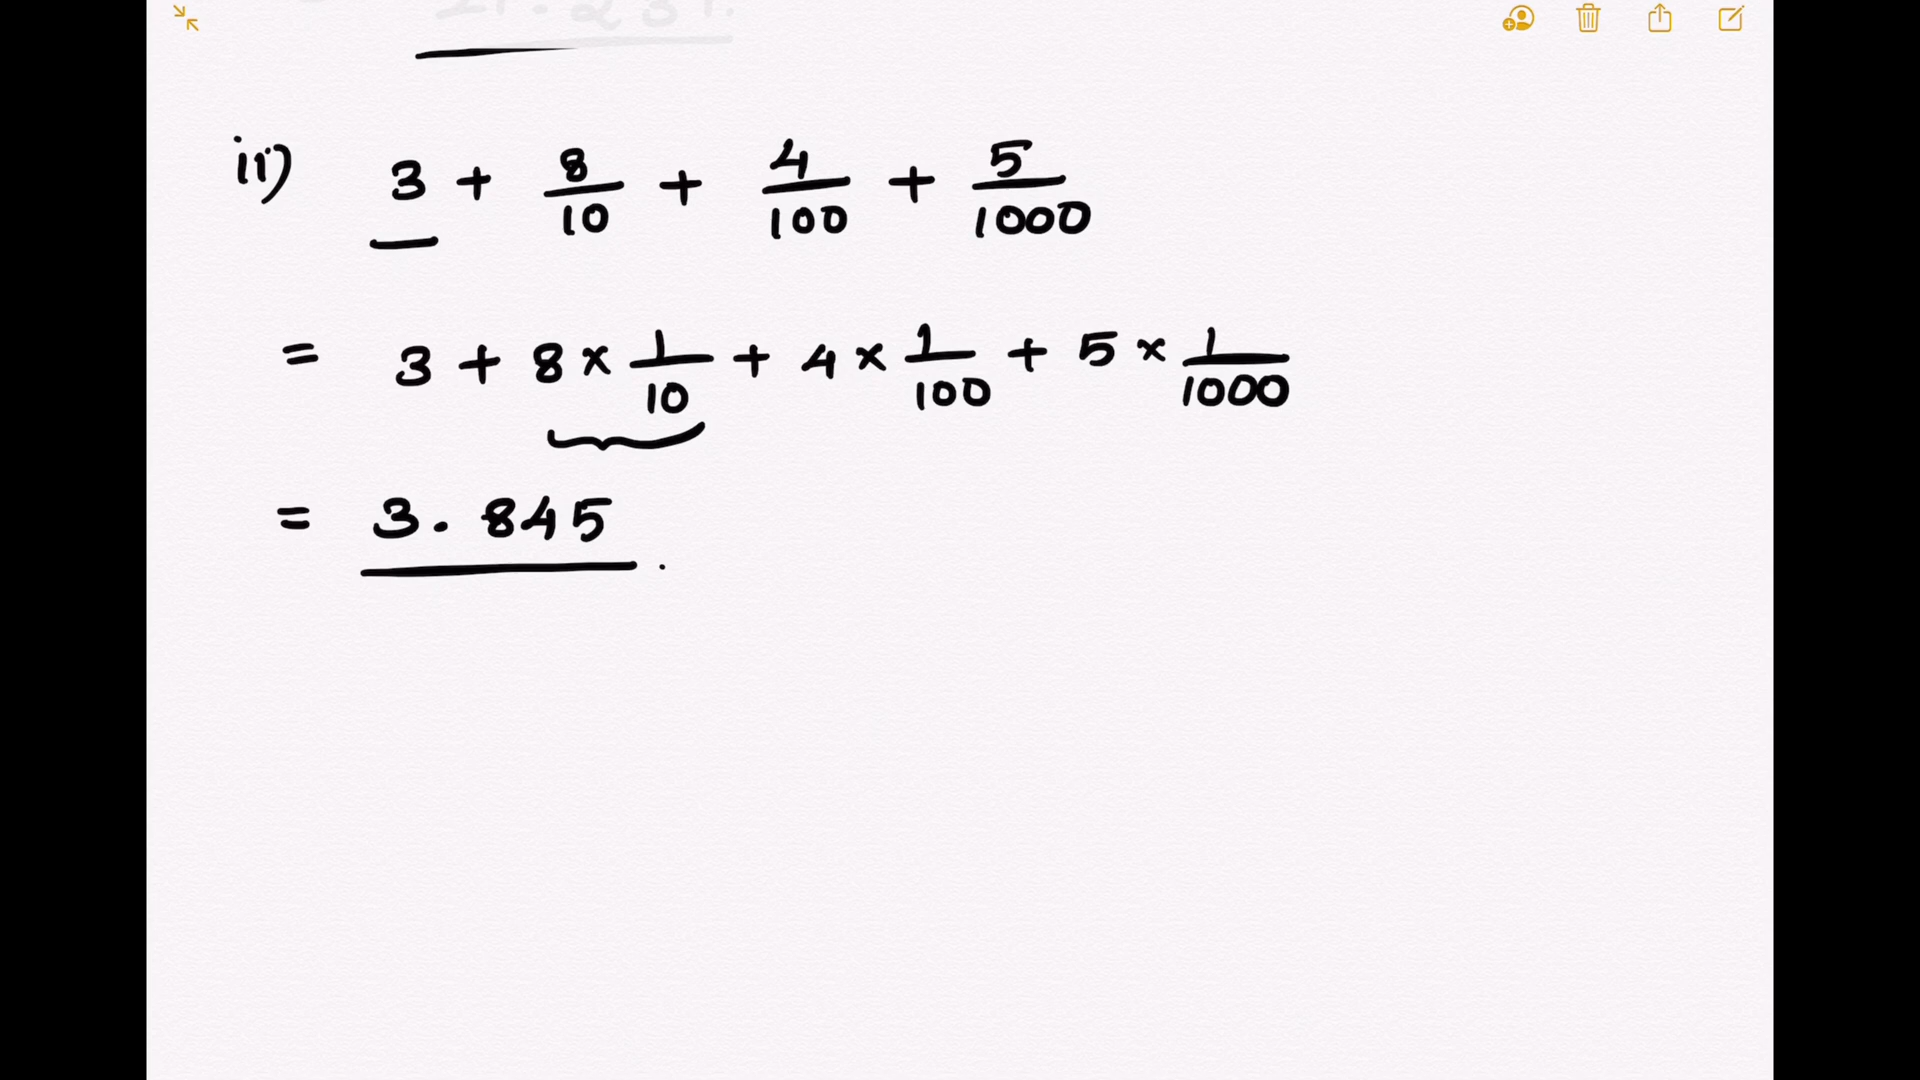 ii) 3 + 8/10 + 4/100 + 5/1000
= 3 + 8 × 1/10 + 4 × 1/100 + 5 × 1/1000
= 3.845.